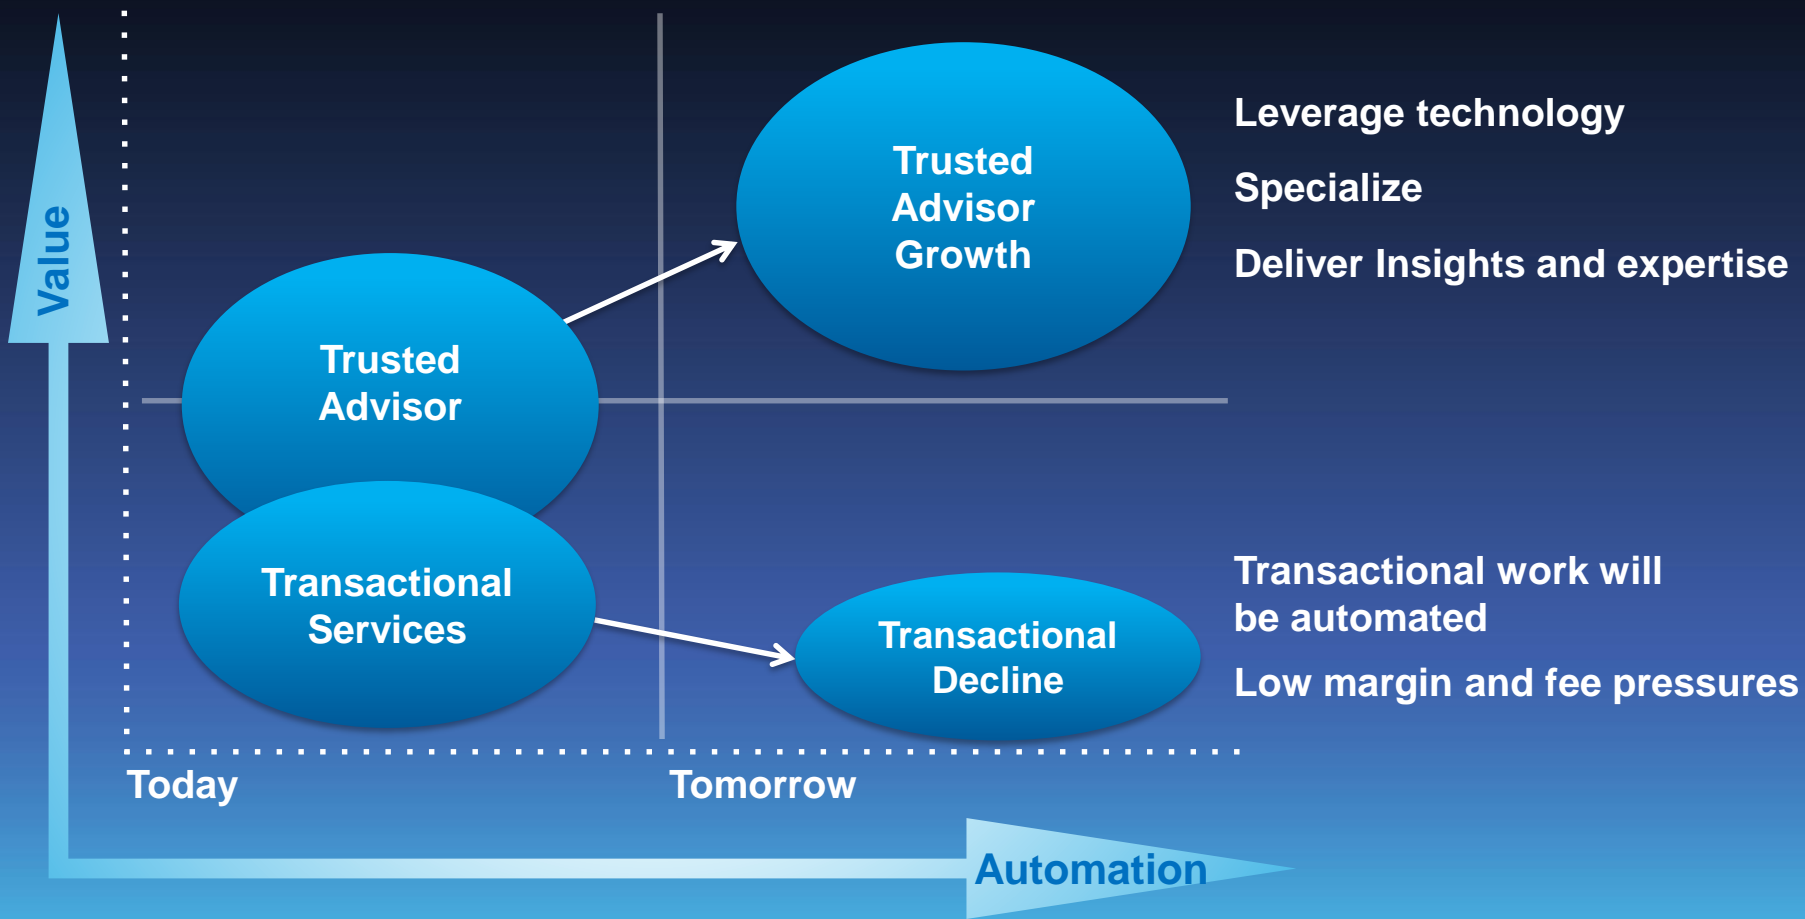 Value
Trusted
Advisor
Growth
Leverage technology
Specialize
Deliver Insights and expertise
Trusted
Advisor
Transactional
Services
Transactional
Decline
Transactional work will
be automated
Low margin and fee pressures
Today
Tomorrow
Automation